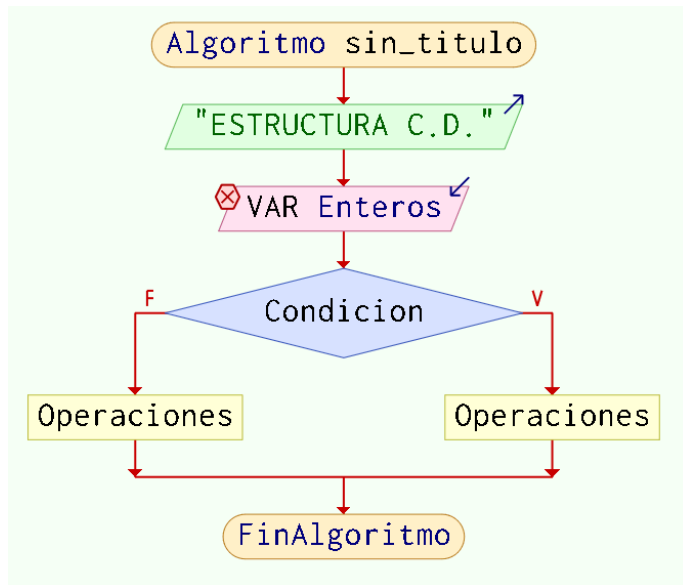 Algoritmo sin_titulo
"ESTRUCTURA C.D."
VAR Enteros
F
V
Condicion
Operaciones
Operaciones
FinAlgoritmo